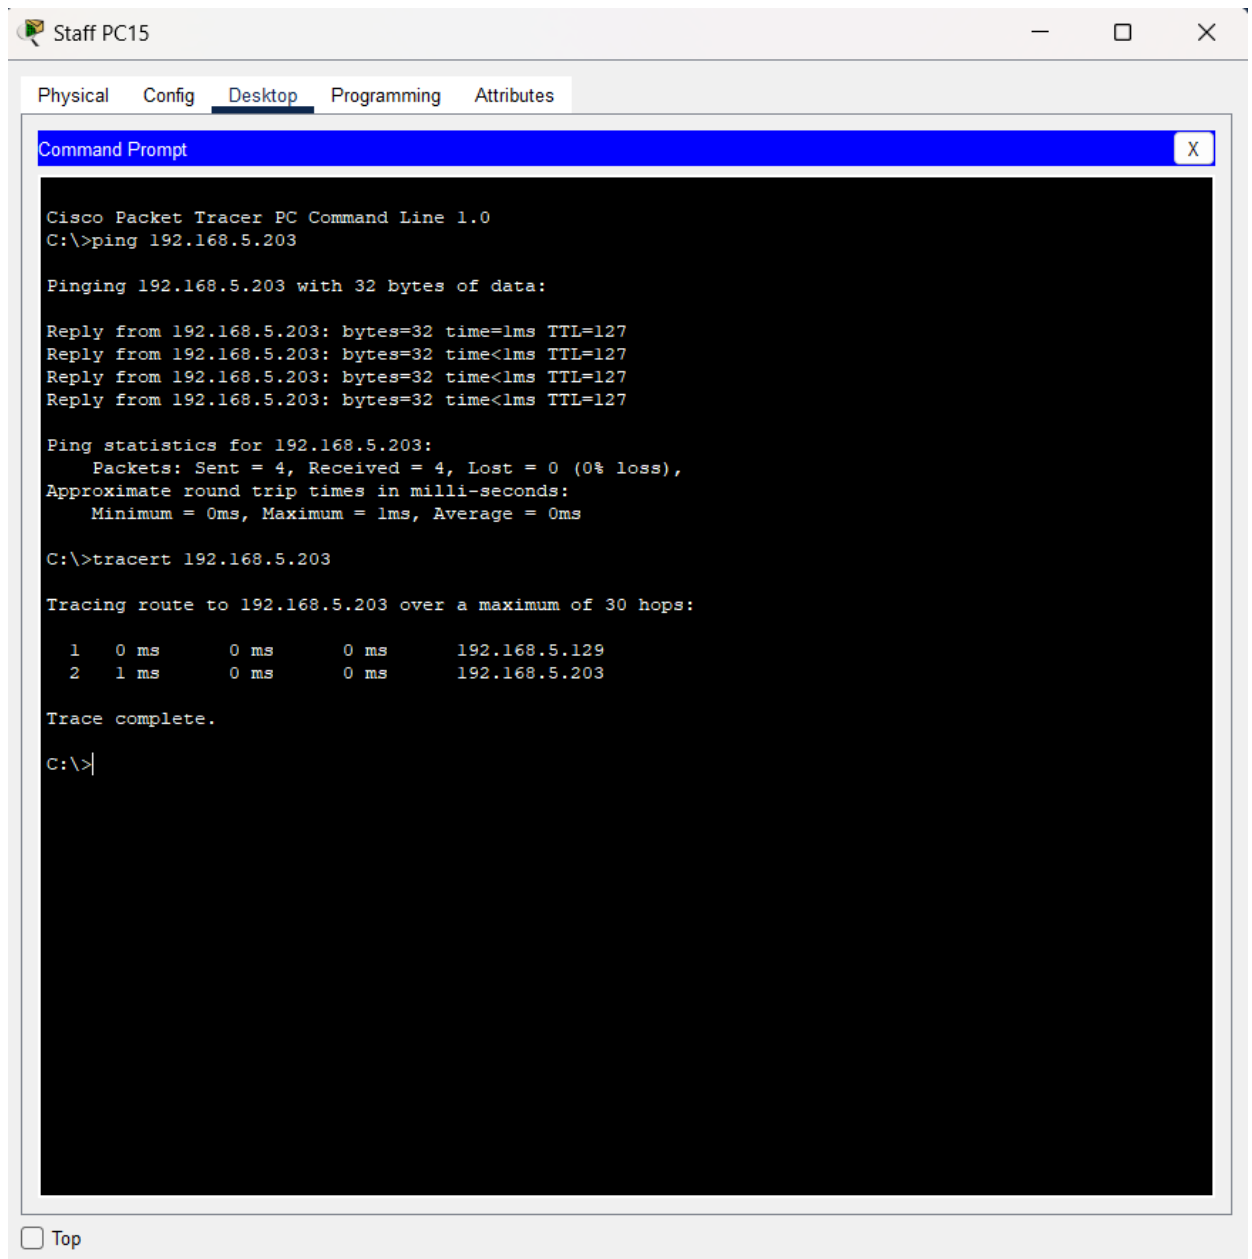 Staff PC15
Physical Config Desktop Programming Attributes
Command Prompt X
Cisco Packet Tracer PC Command Line 1.0
C:\>ping 192.168.5.203
Pinging 192.168.5.203 with 32 bytes of data:
Reply from 192.168.5.203: bytes=32 time=1ms TTL=127
Reply from 192.168.5.203: bytes=32 time<1ms TTL=127
Reply from 192.168.5.203: bytes=32 time<1ms TTL=127
Reply from 192.168.5.203: bytes=32 time<1ms TTL=127
Ping statistics for 192.168.5.203:
Packets: Sent = 4, Received = 4, Lost = 0 (0% loss),
Approximate round trip times in milli-seconds:
Minimum = 0ms, Maximum = 1ms, Average = 0ms
C:\>tracert 192.168.5.203
Tracing route to 192.168.5.203 over a maximum of 30 hops:
1 0 ms 0 ms 0 ms 192.168.5.129
2 1 ms 0 ms 0 ms 192.168.5.203
Trace complete.
C:\>
Top